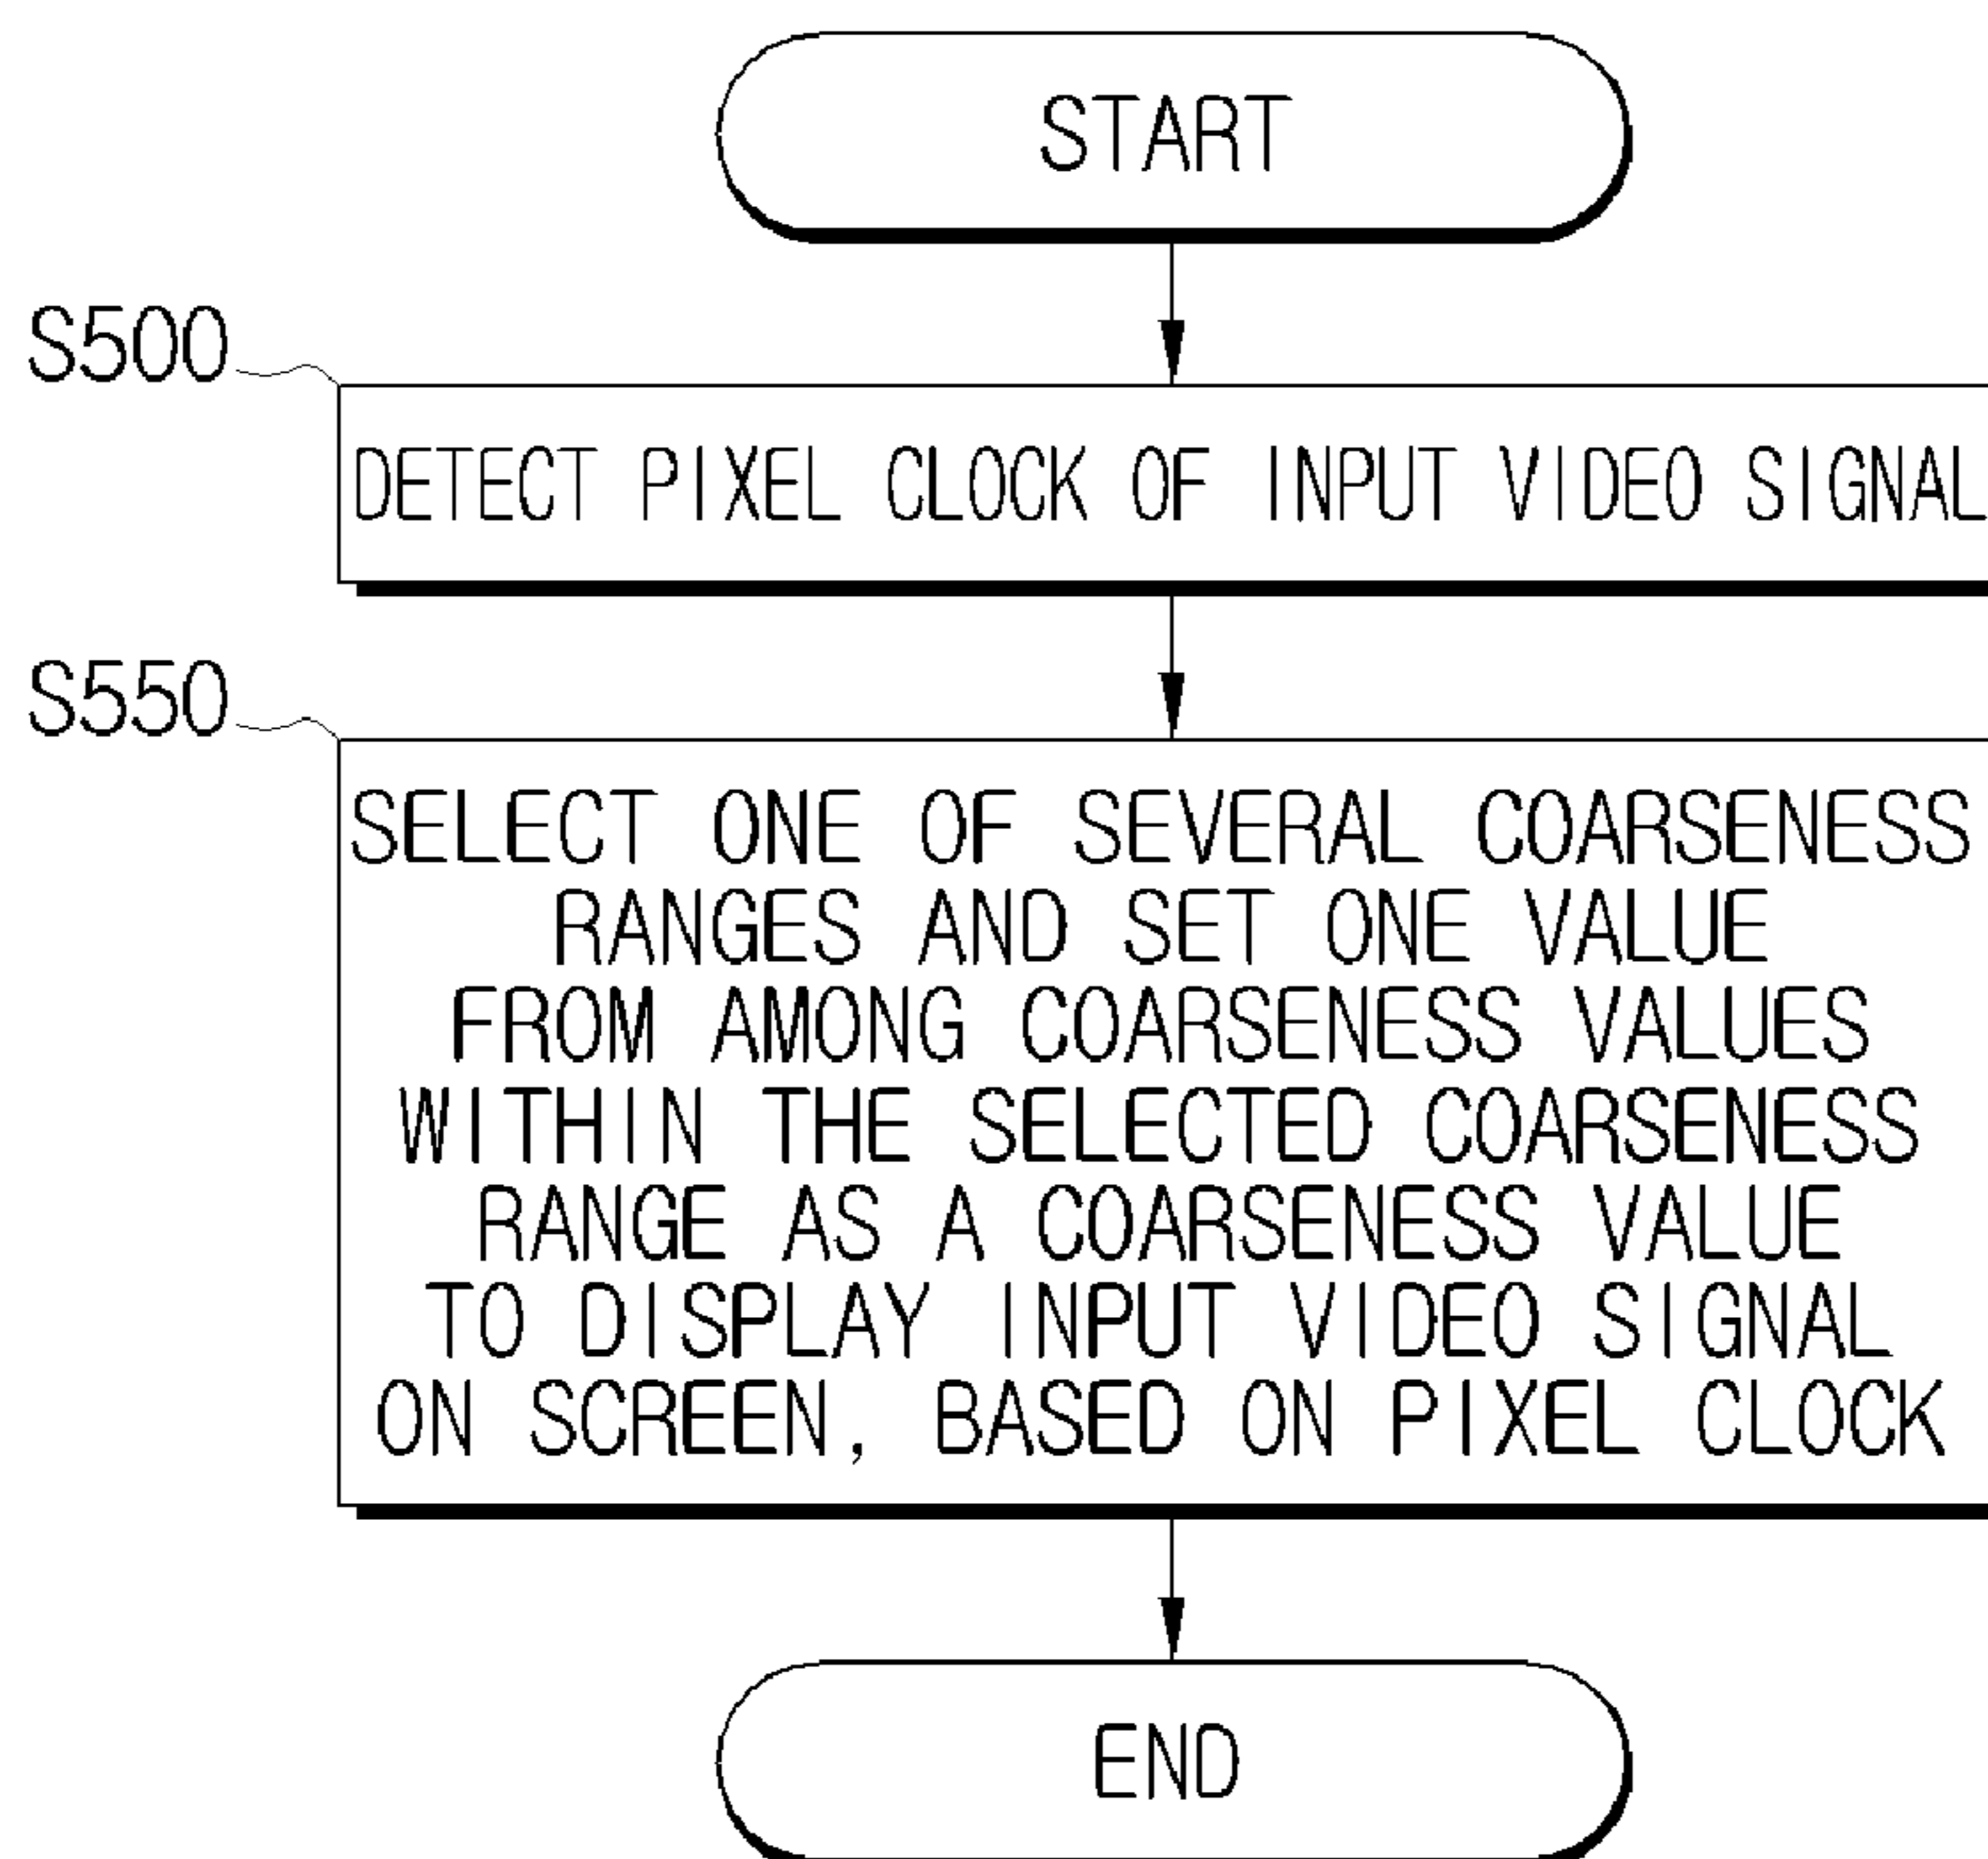 START
S500
DETECT PIXEL CLOCK OF INPUT VIDEO SIGNAL
S550
SELECT ONE OF SEVERAL COARSENESS
RANGES AND SET ONE VALUE
FROM AMONG COARSENESS VALUES
WITHIN THE SELECTED COARSENESS
RANGE AS A COARSENESS VALUE
TO DISPLAY INPUT VIDEO SIGNAL
ON SCREEN, BASED ON PIXEL CLOCK
END